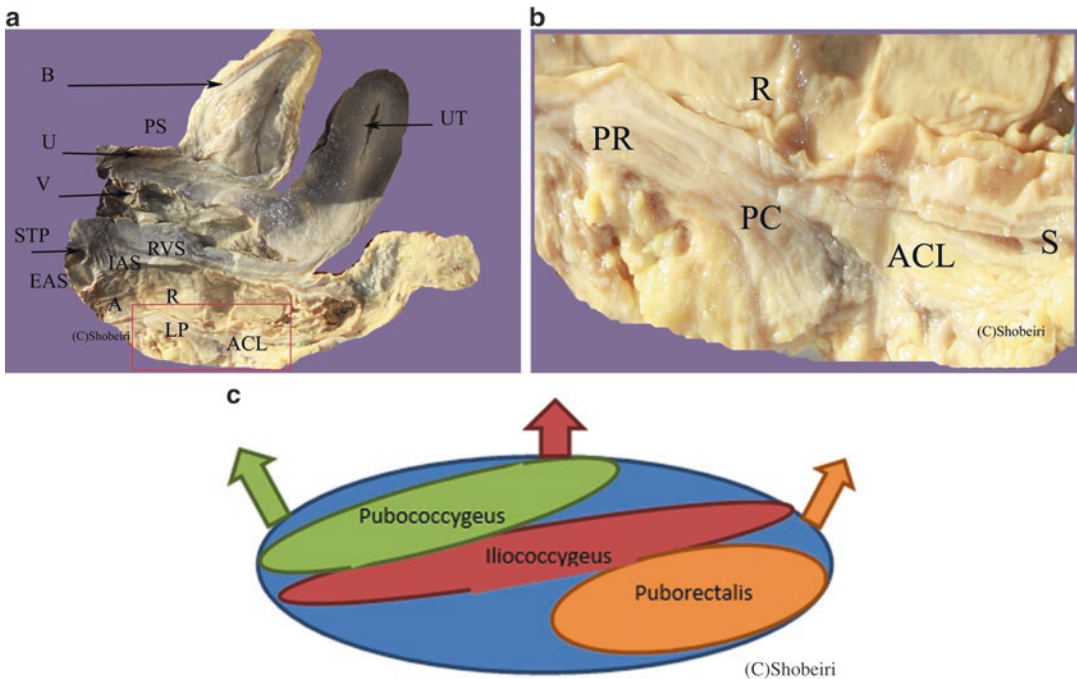 a
B
PS
U
UT
V
STP
RVS
IAS
EAS
A
R
LP
ACL
(C)Shobeiri
b
R
PR
PC
ACL
S
(C)Shobeiri
c
Pubococcygeus
Iliococcygeus
Puborectalis
(C)Shobeiri